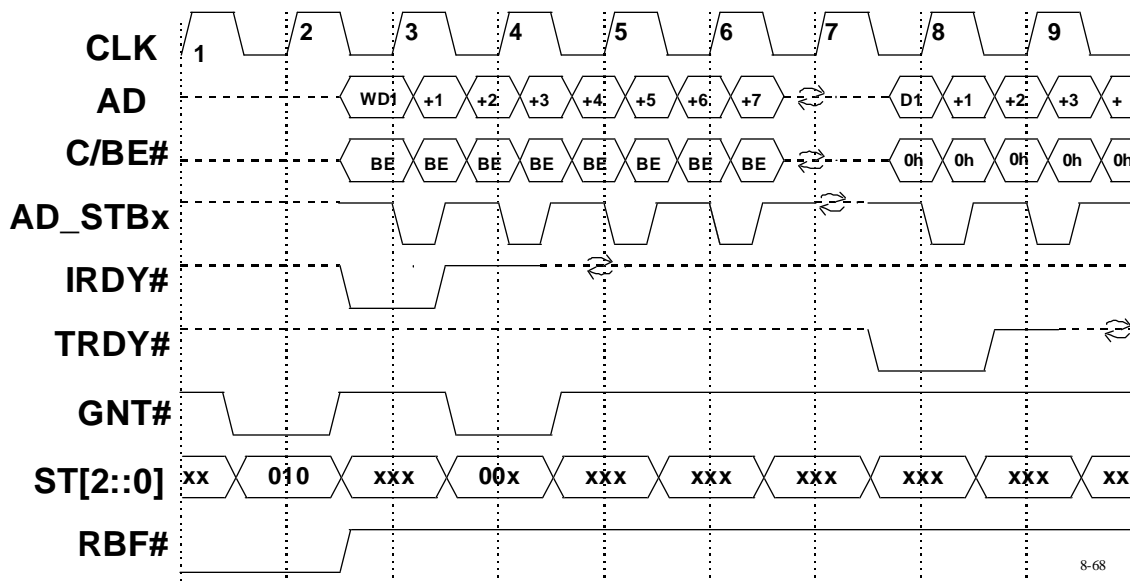 CLK 1 2 3 4 5 6 7 8 9
AD WD1 +1 +2 +3 +4 +5 +6 +7 D1 +1 +2 +3 +
C/BE# BE BE BE BE BE BE BE BE 0h 0h 0h 0h 0h
AD_STBx
IRDY#
TRDY#
GNT#
ST[2::0] xx 010 xxx 00x xxx xxx xxx xxx xxx xx
RBF#
8-68